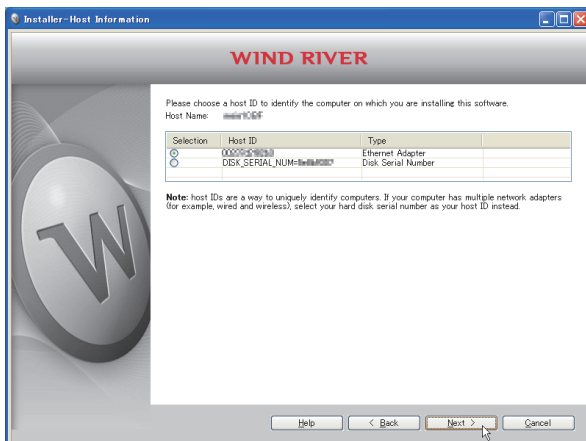 Installer-Host Information
WIND RIVER
Please choose a host ID to identify the computer on which you are installing this software.
Host Name:
Selection Host ID Type
Ethernet Adapter
DISK_SERIAL_NUM= Disk Serial Number
Note: host IDs are a way to uniquely identify computers. If your computer has multiple network adapters
(for example, wired and wireless), select your hard disk serial number as your host ID instead.
W
Help < Back Next > Cancel